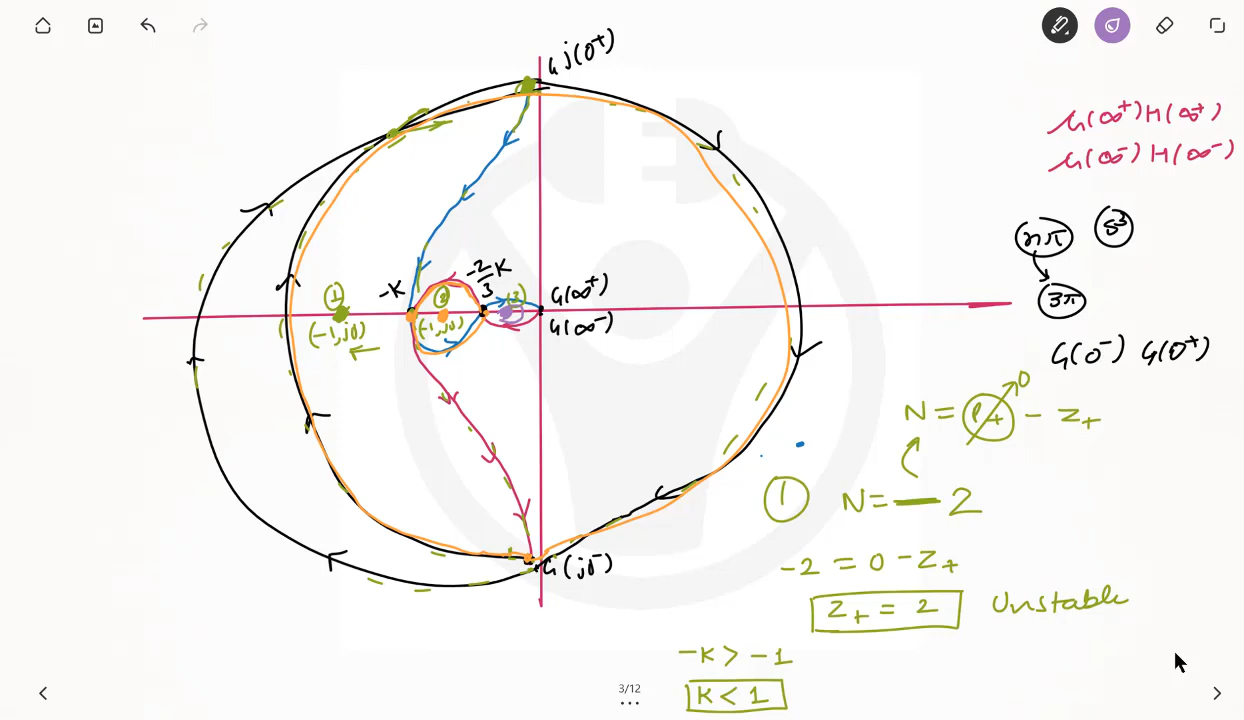 G j(0⁺)
G(∞⁺)H(∞⁺)
G(∞⁻)H(∞⁻)
nπ S³
3π
-K -2/3 K
① ② (3)
G(∞⁺)
G(∞⁻)
(-1,j0) (-1,j0)
G(0⁻) G(0⁺)
N = P₊ → 0 - Z₊
① N = -2
-2 = 0 - Z₊
G(j0⁻)
Z₊ = 2 Unstable
-K > -1
K < 1
3/12